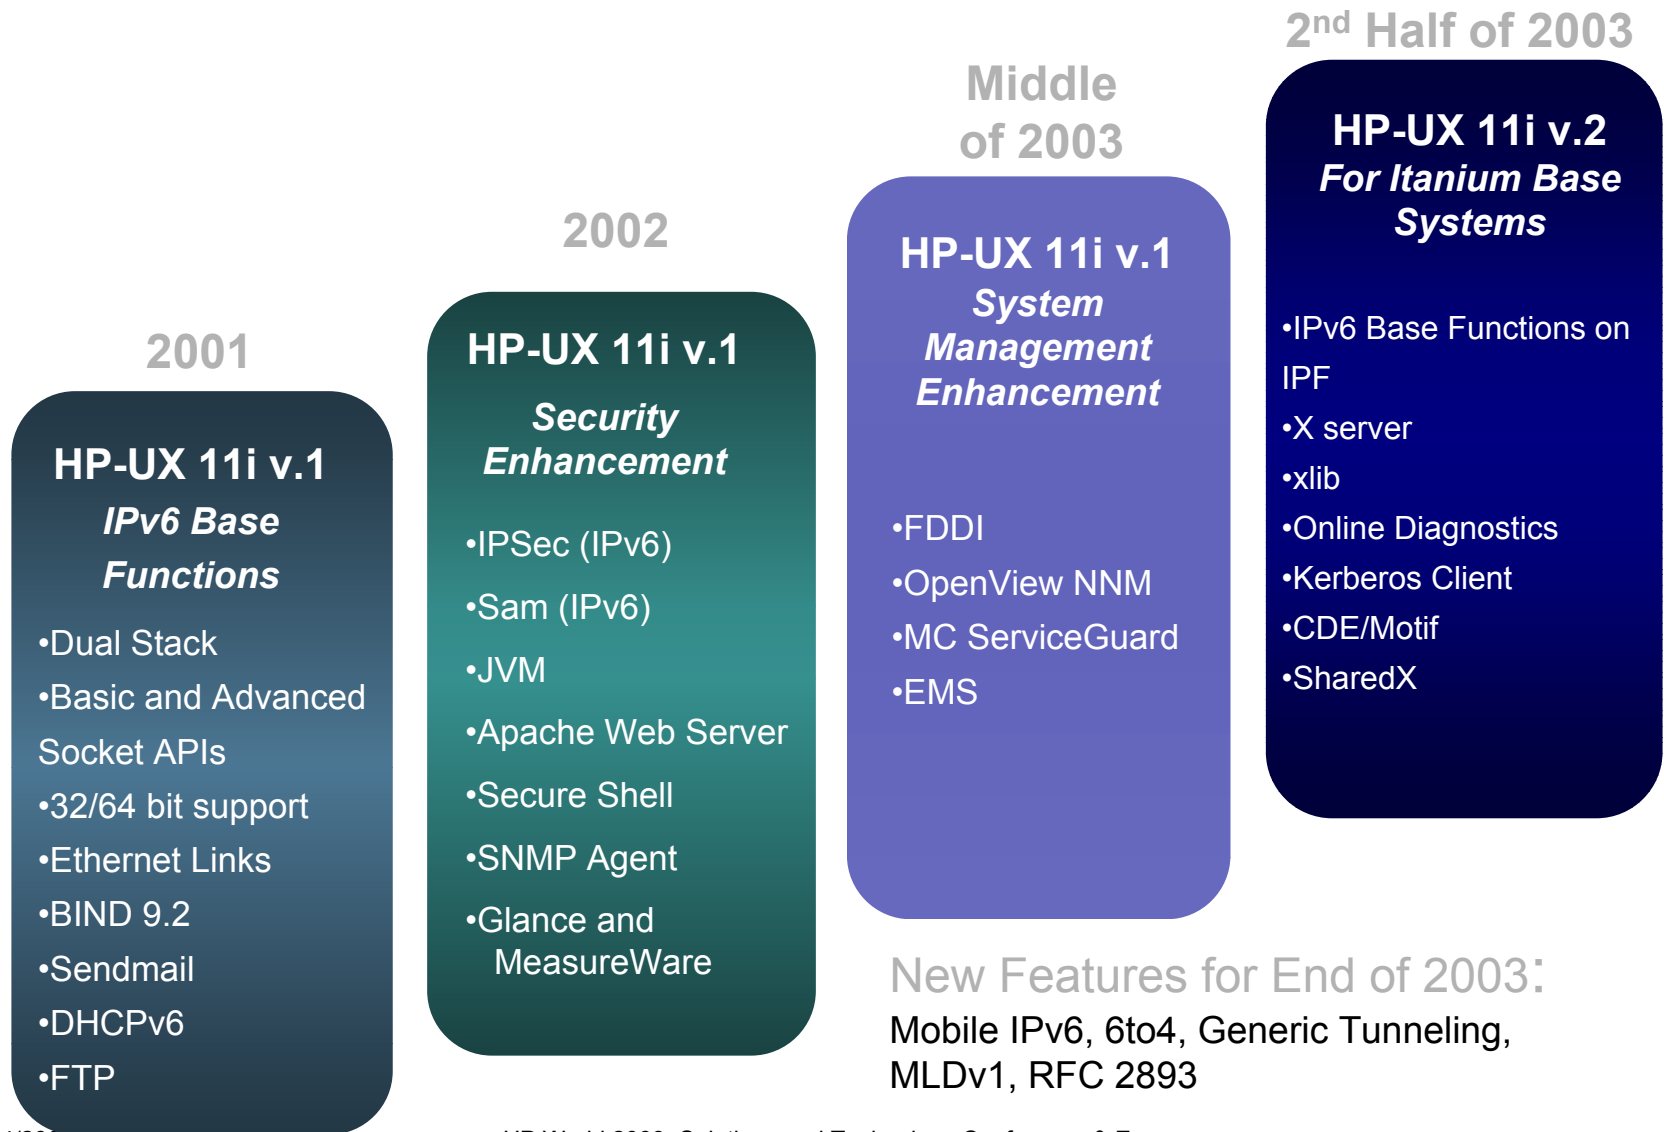 2001
HP-UX 11i v.1
IPv6 Base
Functions
•Dual Stack
•Basic and Advanced
Socket APIs
•32/64 bit support
•Ethernet Links
•BIND 9.2
•Sendmail
•DHCPv6
•FTP
2002
HP-UX 11i v.1
Security
Enhancement
•IPSec (IPv6)
•Sam (IPv6)
•JVM
•Apache Web Server
•Secure Shell
•SNMP Agent
•Glance and
MeasureWare
Middle
of 2003
HP-UX 11i v.1
System
Management
Enhancement
•FDDI
•OpenView NNM
•MC ServiceGuard
•EMS
2nd Half of 2003
HP-UX 11i v.2
For Itanium Base
Systems
•IPv6 Base Functions on
IPF
•X server
•xlib
•Online Diagnostics
•Kerberos Client
•CDE/Motif
•SharedX
New Features for End of 2003:
Mobile IPv6, 6to4, Generic Tunneling,
MLDv1, RFC 2893